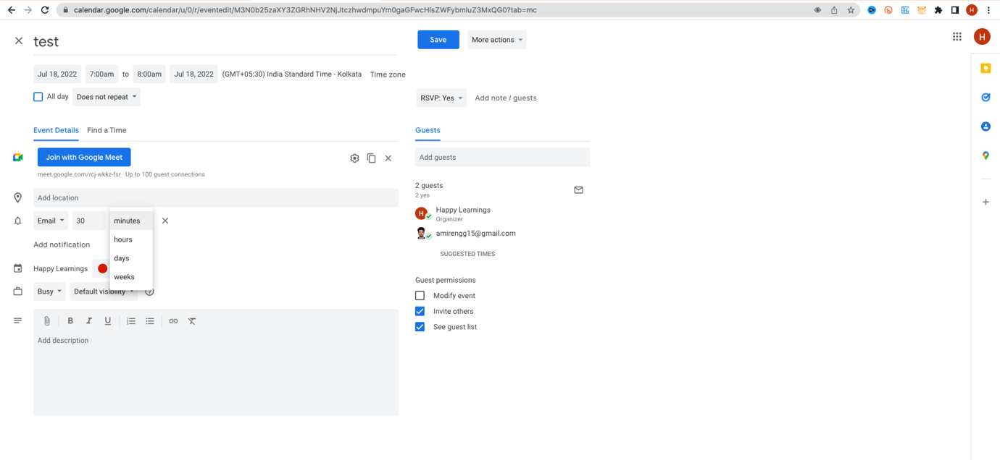 calendar.google.com/calendar/u/0/r/eventedit/M3N0b25zaXY3ZGRhNHV2NjJtczhwdmpuYm0gaGFwcHlsZWFybmluZ3MxQG0?tab=mc
H
test
Save
More actions
H
Jul 18, 2022 7:00am to 8:00am Jul 18, 2022 (GMT+05:30) India Standard Time - Kolkata Time zone
All day Does not repeat
RSVP: Yes Add note / guests
Event Details Find a Time
Join with Google Meet
meet.google.com/rcj-wkkz-fsr · Up to 100 guest connections
Add location
Email 30 minutes
hours
Add notification
days
Happy Learnings
weeks
Busy Default visibility
B I U
Add description
Guests
Add guests
2 guests
2 yes
H Happy Learnings
Organizer
amirengg15@gmail.com
SUGGESTED TIMES
Guest permissions
Modify event
Invite others
See guest list